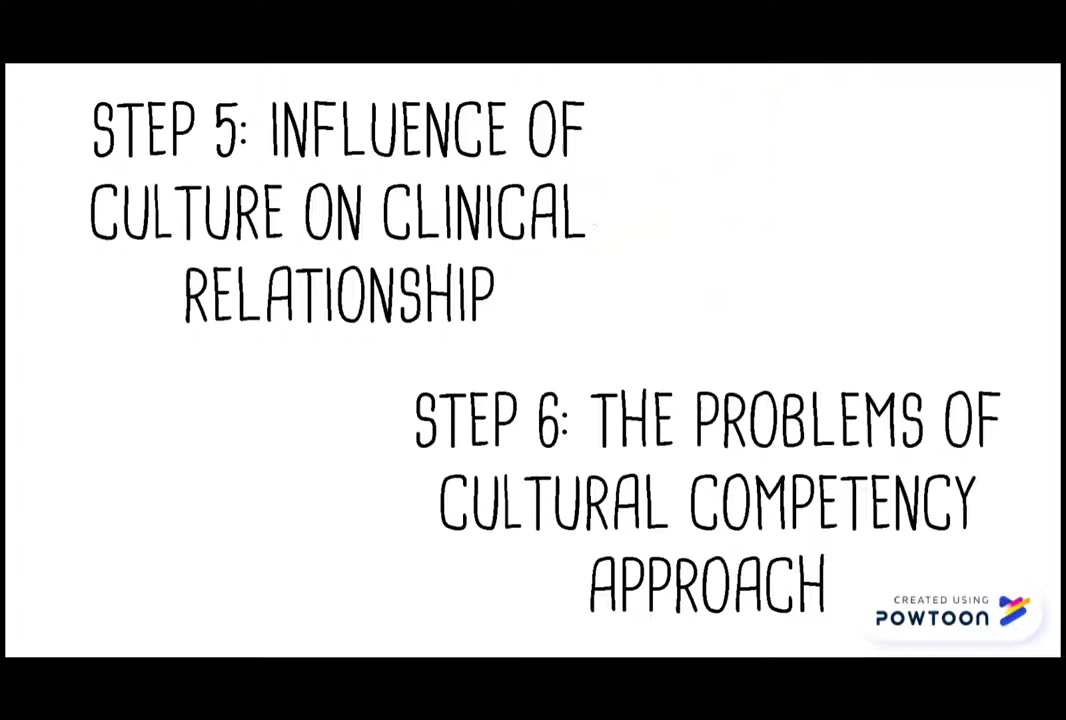 STEP 5: INFLUENCE OF
CULTURE ON CLINICAL
RELATIONSHIP
STEP 6: THE PROBLEMS OF
CULTURAL COMPETENCY
APPROACH
CREATED USING
POWTOON